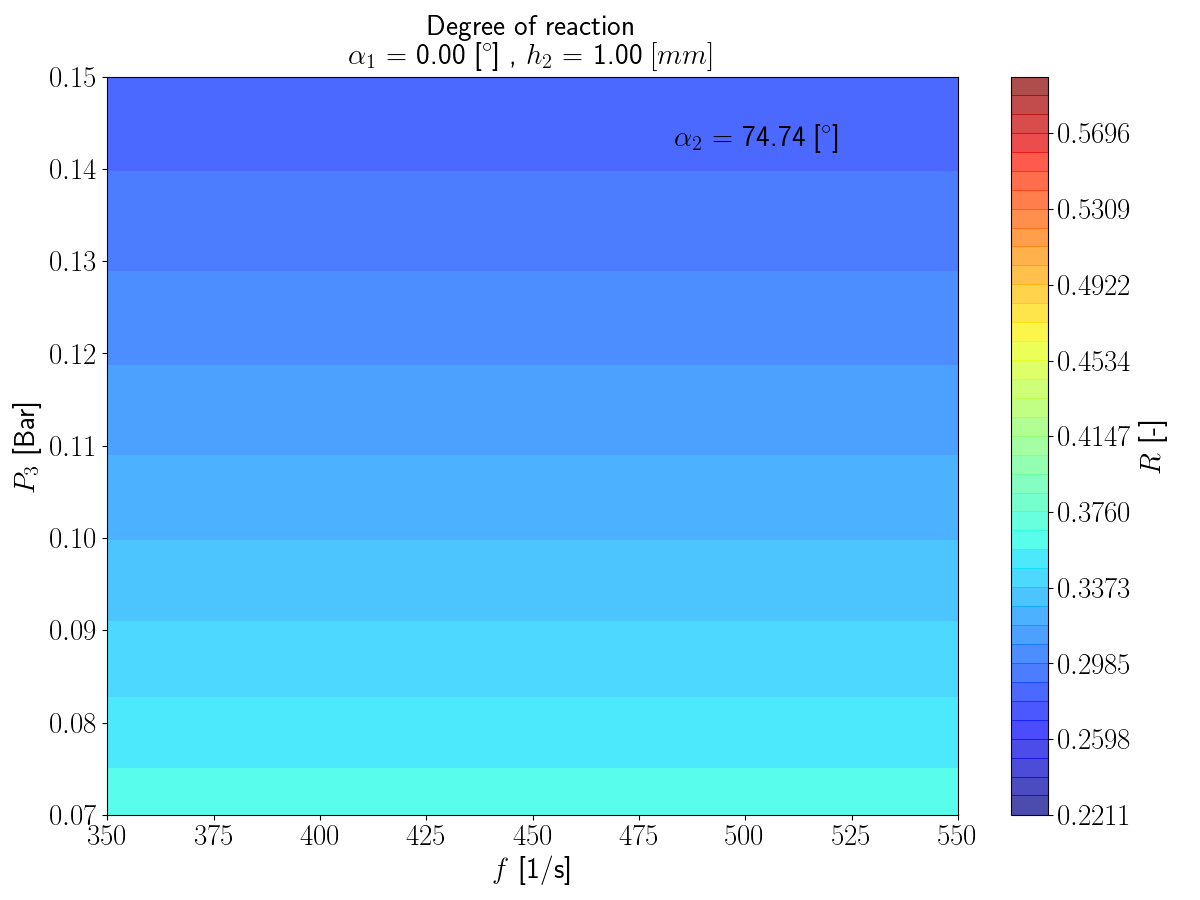 Degree of reaction
α₁ = 0.00 [°] , h₂ = 1.00 [mm]
α₂ = 74.74 [°]
P₃ [Bar]
0.15
0.14
0.13
0.12
0.11
0.10
0.09
0.08
0.07
350 375 400 425 450 475 500 525 550
f [1/s]
0.5696
0.5309
0.4922
0.4534
0.4147
0.3760
0.3373
0.2985
0.2598
0.2211
R [-]